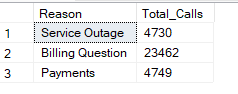 Reason Total_Calls
1 Service Outage 4730
2 Billing Question 23462
3 Payments 4749